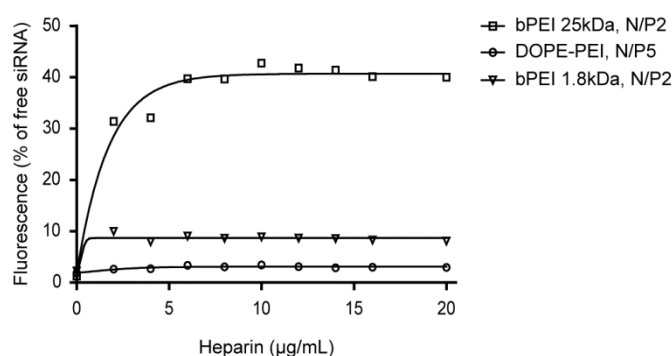 50
40
30
20
10
0
0 5 10 15 20
Fluorescence (% of free siRNA)
Heparin (µg/mL)
bPEI 25kDa, N/P2
DOPE-PEI, N/P5
bPEI 1.8kDa, N/P2